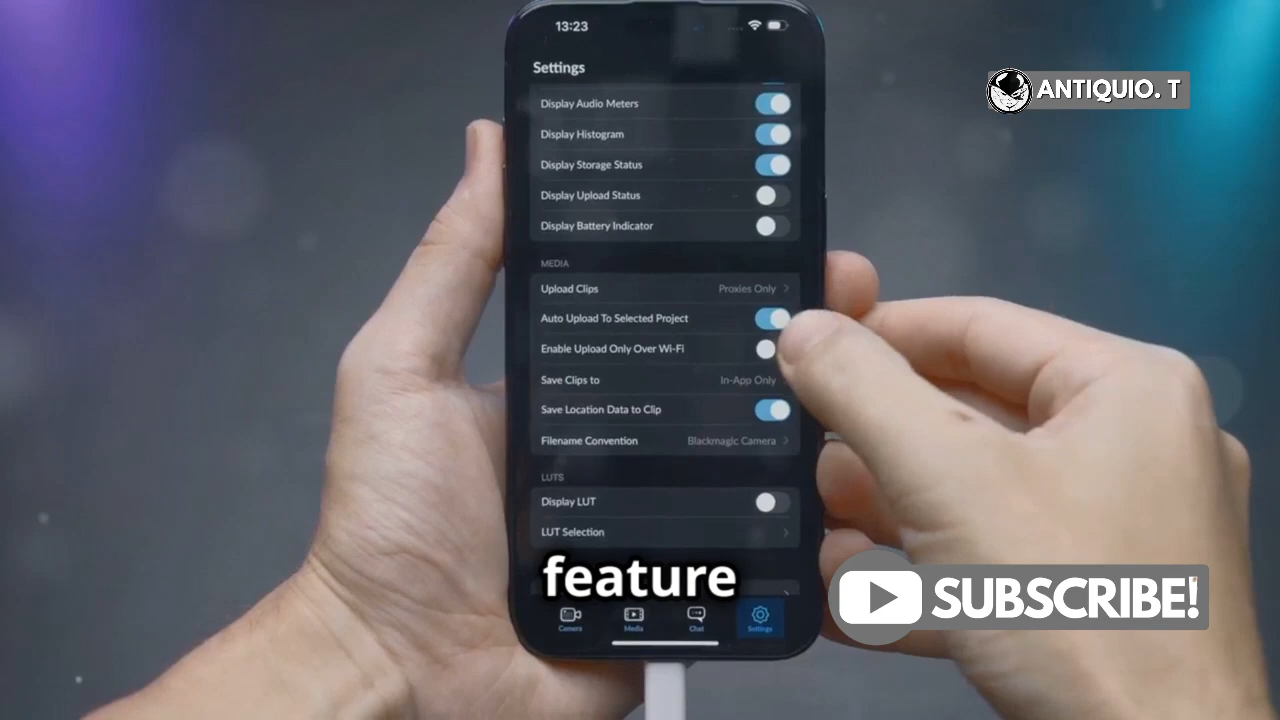 13:23
ANTIQUIO. T
Settings
Display Audio Meters
Display Histogram
Display Storage Status
Display Upload Status
Display Battery Indicator
MEDIA
Upload Clips Proxies Only
Auto Upload To Selected Project
Enable Upload Only Over Wi-Fi
Save Clips to In-App Only
Save Location Data to Clip
Filename Convention Blackmagic Camera
LUTS
Display LUT
LUT Selection
feature
SUBSCRIBE!
Camera Media Chat Settings